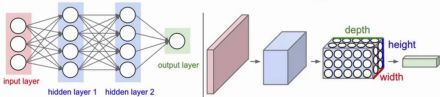 input layer
hidden layer 1
hidden layer 2
output layer
depth
height
width